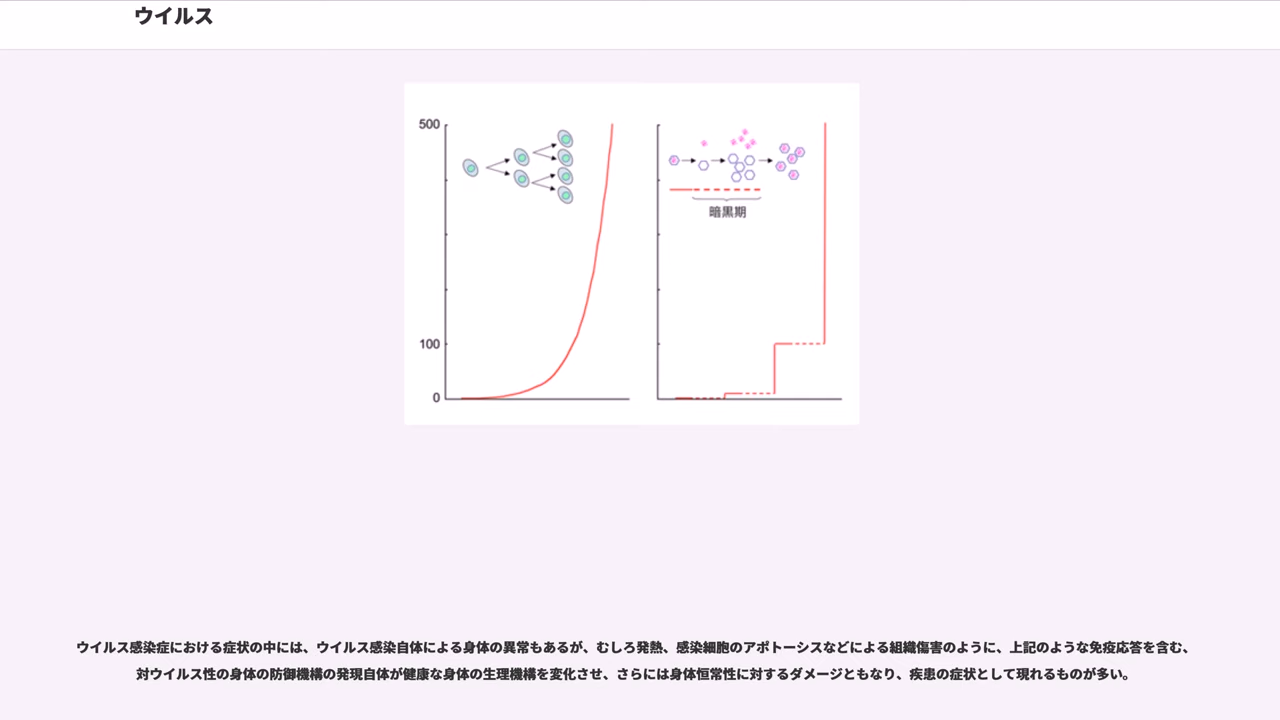 ウイルス
500
100
0
暗黒期
ウイルス感染症における症状の中には、ウイルス感染自体による身体の異常もあるが、むしろ発熱、感染細胞のアポトーシスなどによる組織傷害のように、上記のような免疫応答を含む、
対ウイルス性の身体の防御機構の発現自体が健康な身体の生理機構を変化させ、さらには身体恒常性に対するダメージともなり、疾患の症状として現れるものが多い。